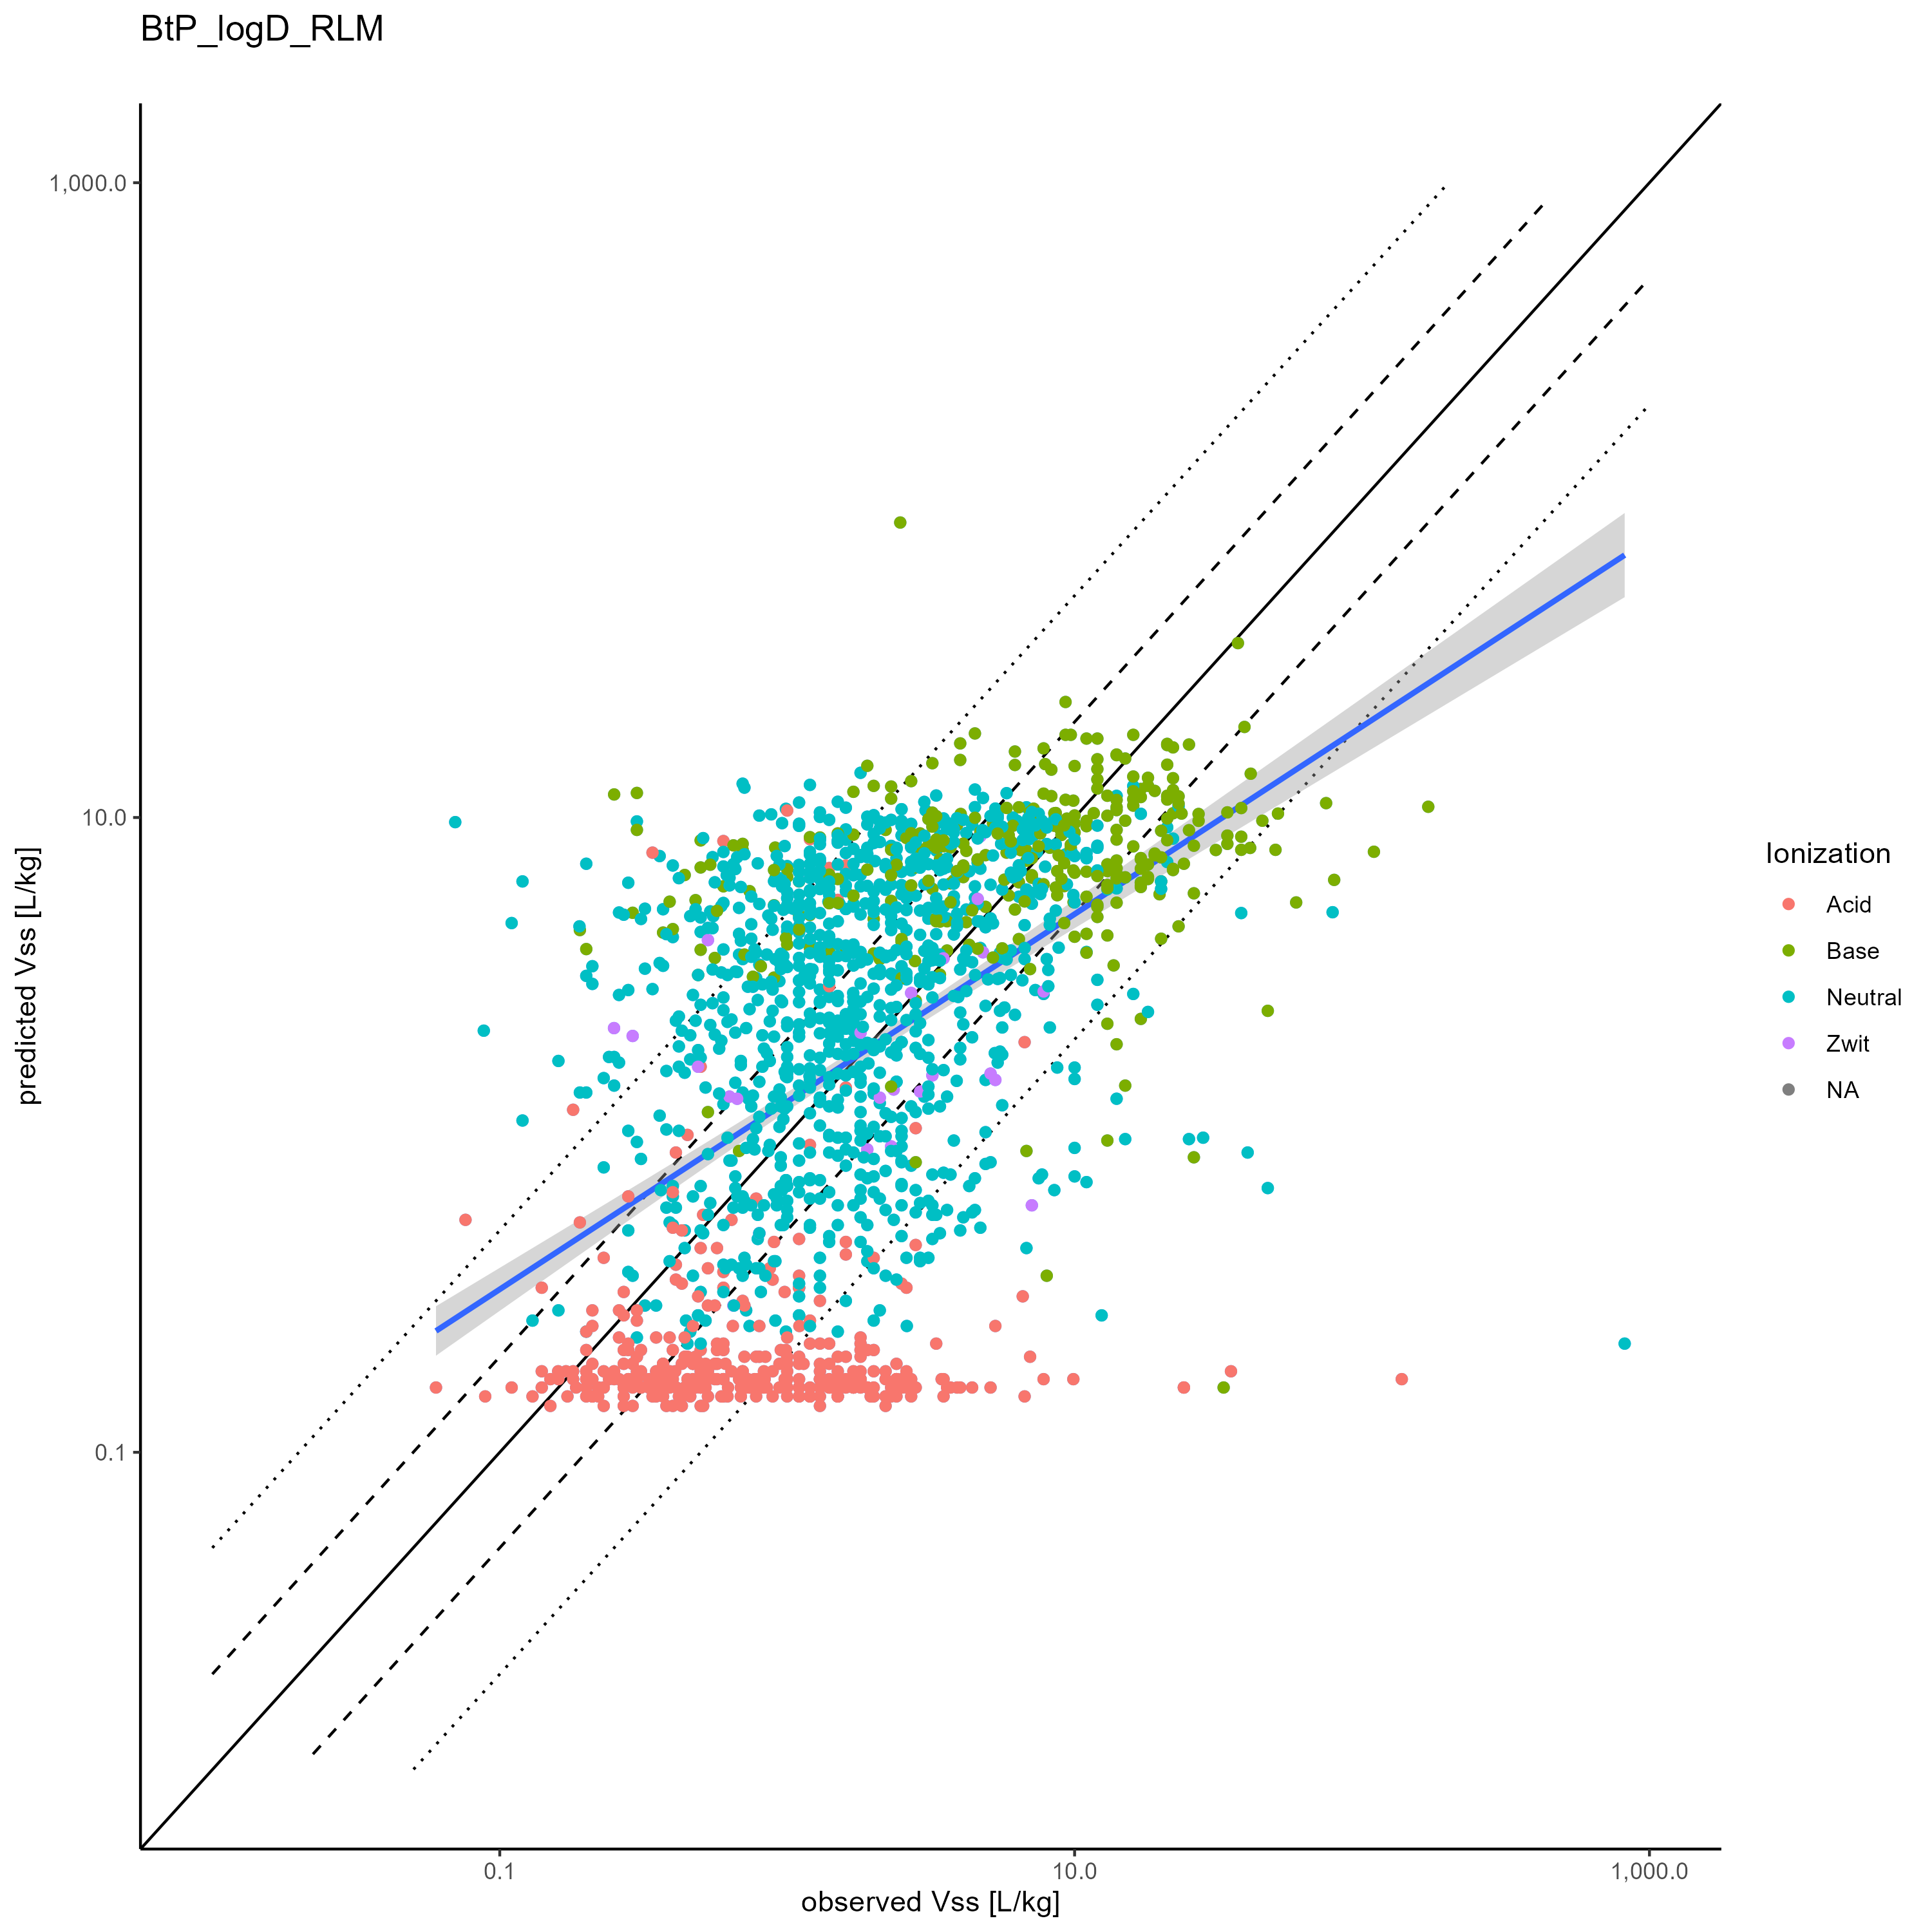 BtP_logD_RLM
1,000.0
10.0
0.1
predicted Vss [L/kg]
0.1
10.0
1,000.0
observed Vss [L/kg]
Ionization
Acid
Base
Neutral
Zwit
NA